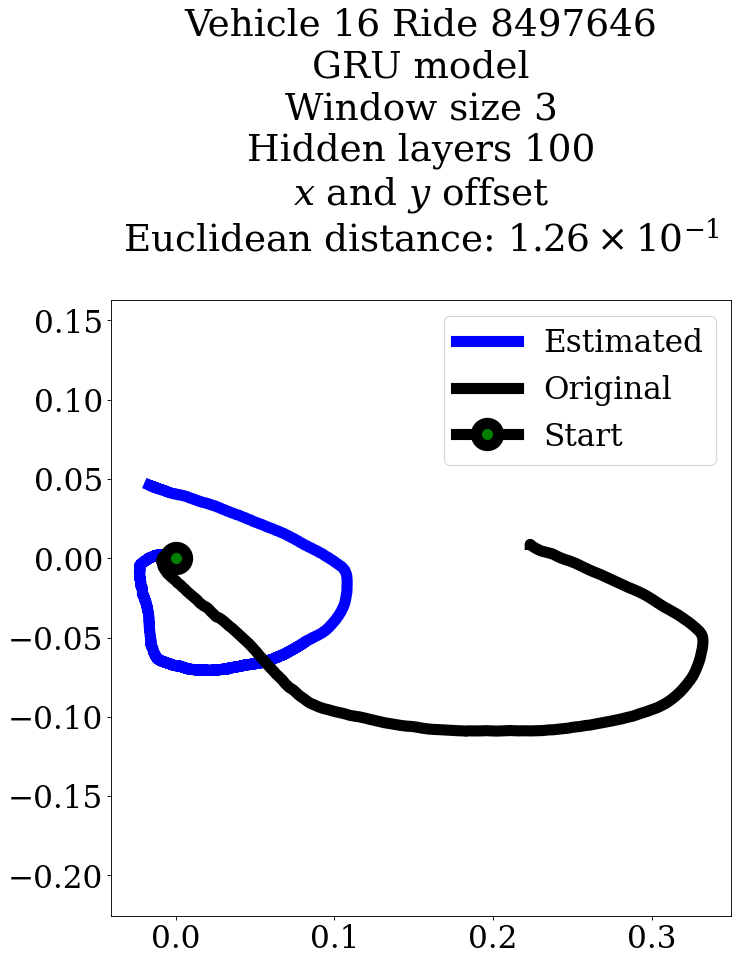 Vehicle 16 Ride 8497646
GRU model
Window size 3
Hidden layers 100
x and y offset
Euclidean distance: 1.26 × 10⁻¹
Estimated
Original
Start
0.15
0.10
0.05
0.00
−0.05
−0.10
−0.15
−0.20
0.0 0.1 0.2 0.3